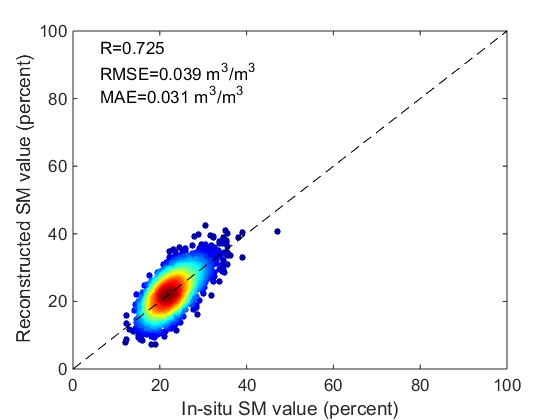 R=0.725
RMSE=0.039 m³/m³
MAE=0.031 m³/m³
100
80
60
40
20
0
Reconstructed SM value (percent)
0 20 40 60 80 100
In-situ SM value (percent)